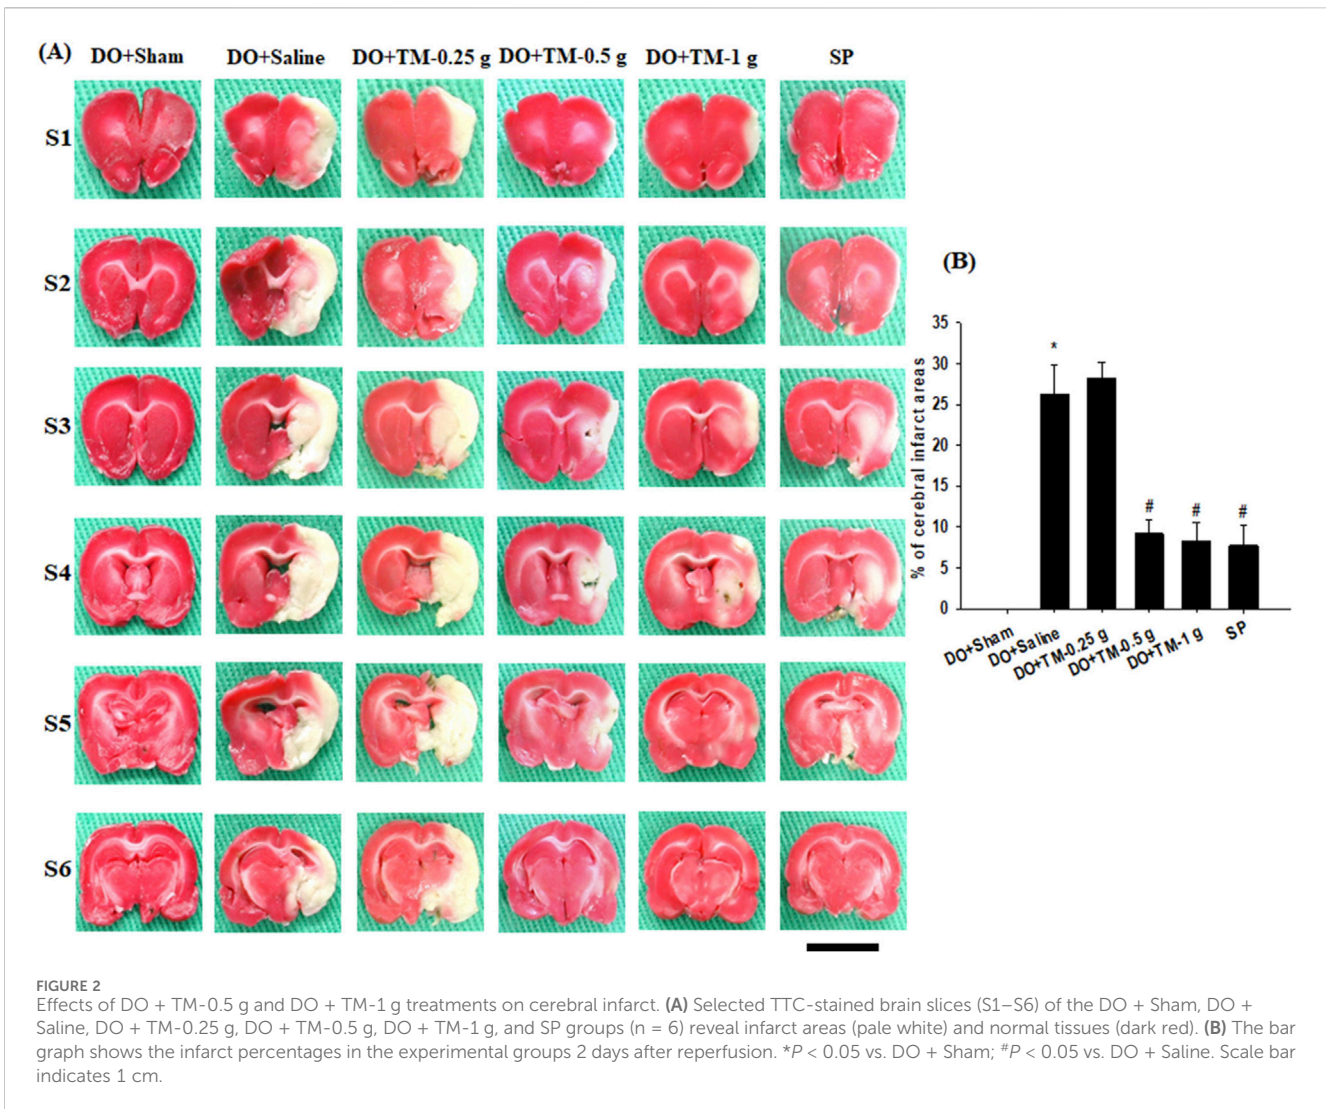 (A) DO+Sham DO+Saline DO+TM-0.25 g DO+TM-0.5 g DO+TM-1 g SP
S1
S2
S3
S4
S5
S6
(B)
% of cerebral infarct areas
35
30
25
20
15
10
5
0
*
#
#
#
DO+Sham
DO+Saline
DO+TM-0.25 g
DO+TM-0.5 g
DO+TM-1 g
SP
FIGURE 2
Effects of DO + TM-0.5 g and DO + TM-1 g treatments on cerebral infarct. (A) Selected TTC-stained brain slices (S1–S6) of the DO + Sham, DO +
Saline, DO + TM-0.25 g, DO + TM-0.5 g, DO + TM-1 g, and SP groups (n = 6) reveal infarct areas (pale white) and normal tissues (dark red). (B) The bar
graph shows the infarct percentages in the experimental groups 2 days after reperfusion. *P < 0.05 vs. DO + Sham; #P < 0.05 vs. DO + Saline. Scale bar
indicates 1 cm.